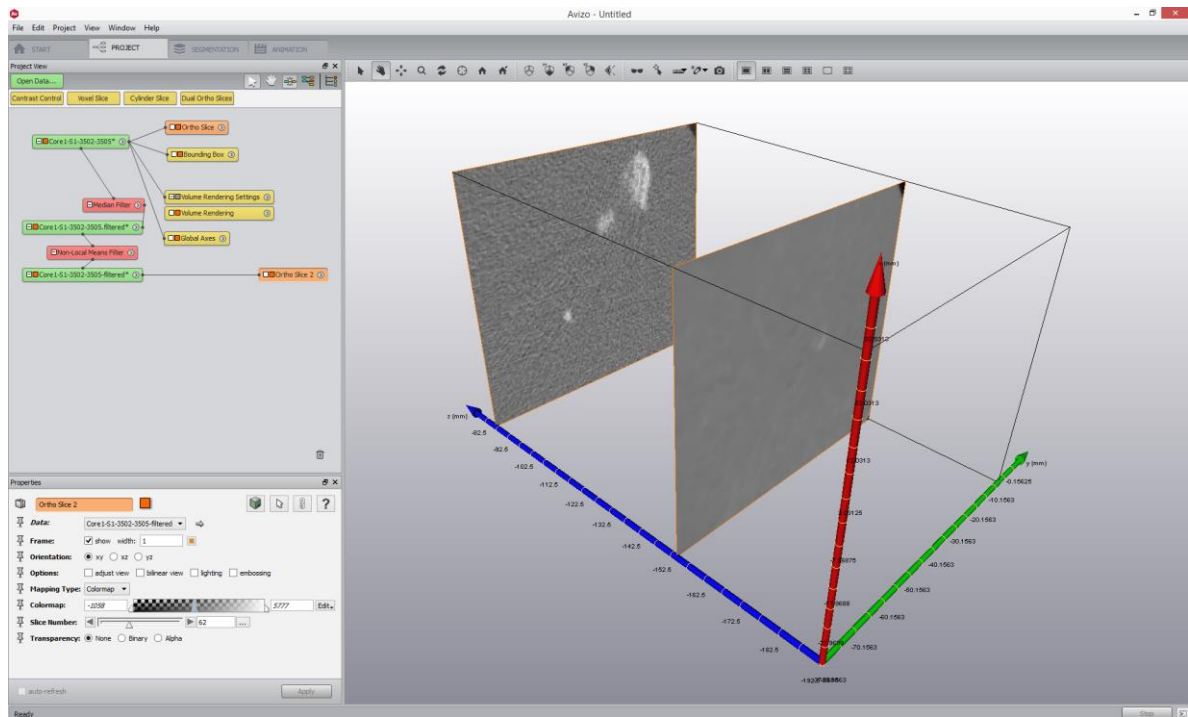 Avizo - Untitled
File Edit Project View Window Help
START PROJECT SEGMENTATION ANIMATION
Project View
Open Data...
Contrast Control Voxel Slice Cylinder Slice Dual Ortho Slices
Ortho Slice
Core1-S1-3502-3505*
Bounding Box
Volume Rendering Settings
Median Filter
Volume Rendering
Core1-S1-3502-3505.filtered*
Global Axes
Non-Local Means Filter
Core1-S1-3502-3505-filtered*
Ortho Slice 2
z (mm)
-82.5
-92.5
-102.5
-112.5
-122.5
-132.5
-142.5
-152.5
-162.5
-172.5
-182.5
y (mm)
-0.15625
-10.1563
-20.1563
-30.1563
-40.1563
-50.1563
-60.1563
-70.1563
Properties
Ortho Slice 2
Data: Core1-S1-3502-3505-filtered
Frame: show width: 1
Orientation: xy xz yz
Options: adjust view bilinear view lighting embossing
Mapping Type: Colormap
Colormap: -1058 5777 Edit
Slice Number: 62 ...
Transparency: None Binary Alpha
auto-refresh Apply
Ready Stop